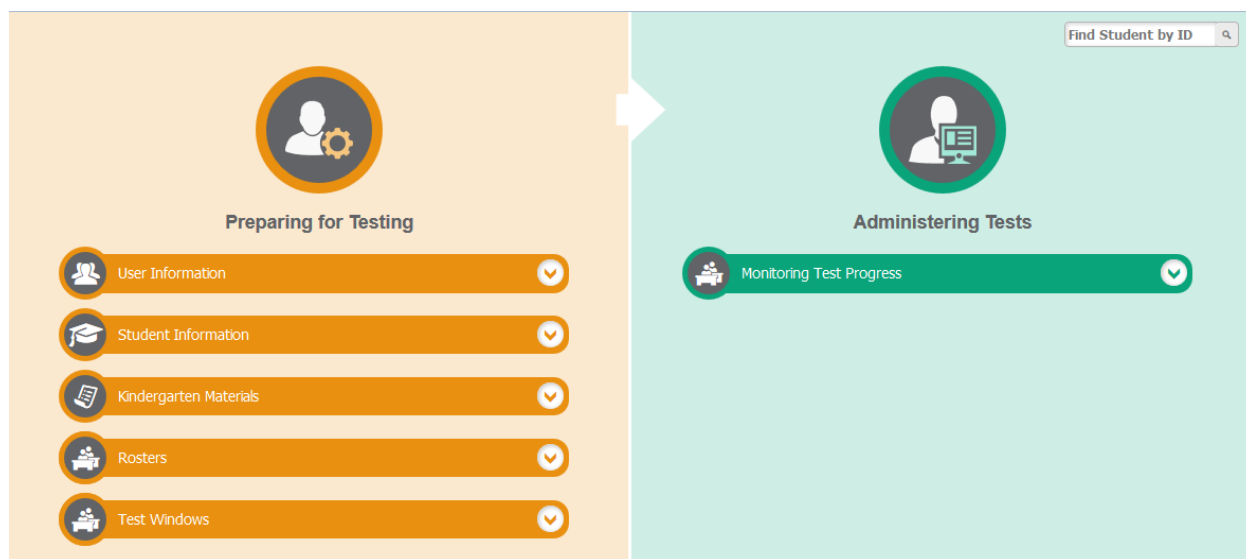 Find Student by ID
Preparing for Testing
User Information
Student Information
Kindergarten Materials
Rosters
Test Windows
Administering Tests
Monitoring Test Progress